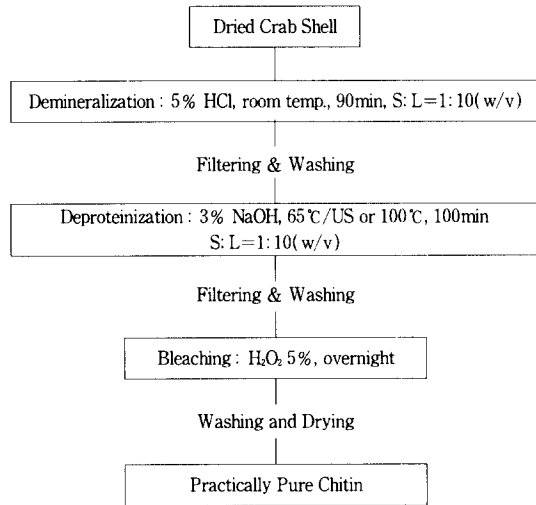 Dried Crab Shell
Demineralization : 5% HCl, room temp., 90min, S: L=1: 10( w/v)
Filtering & Washing
Deproteinization : 3% NaOH, 65℃/US or 100℃, 100min
S: L=1: 10( w/v)
Filtering & Washing
Bleaching : H₂O₂ 5%, overnight
Washing and Drying
Practically Pure Chitin